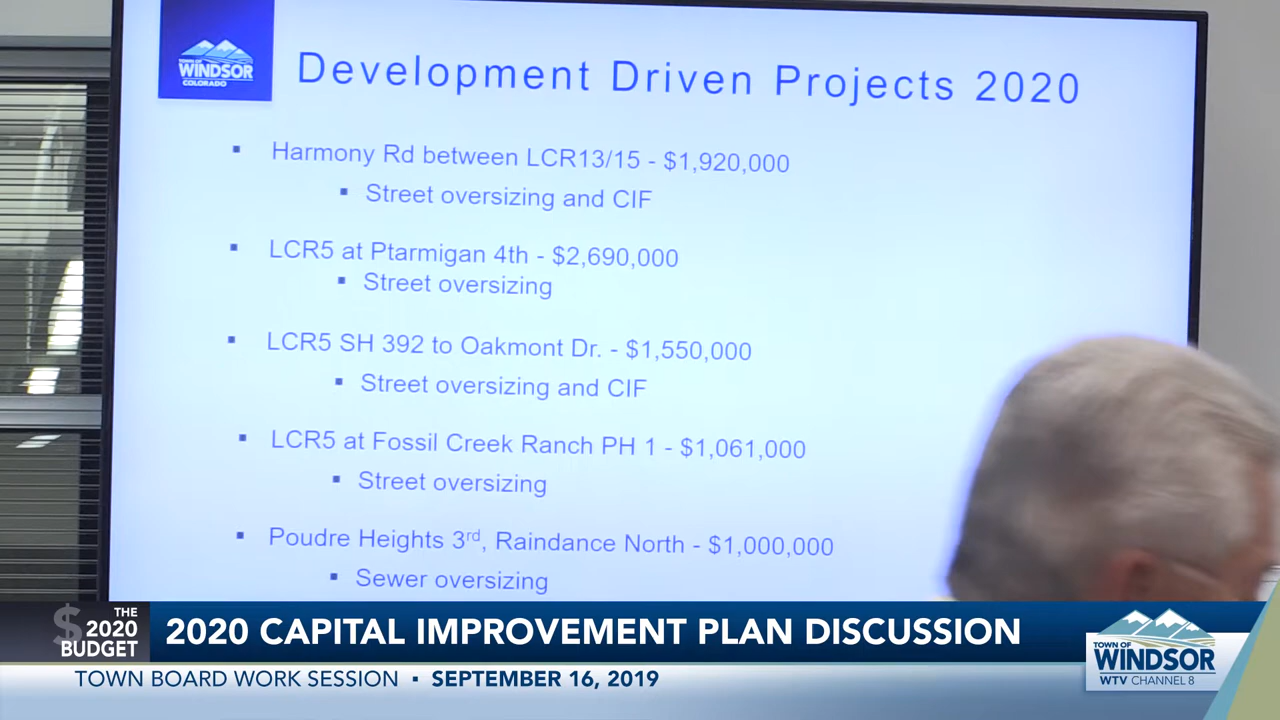 TOWN OF
WINDSOR
COLORADO
Development Driven Projects 2020
▪ Harmony Rd between LCR13/15 - $1,920,000
▪ Street oversizing and CIF
▪ LCR5 at Ptarmigan 4th - $2,690,000
▪ Street oversizing
▪ LCR5 SH 392 to Oakmont Dr. - $1,550,000
▪ Street oversizing and CIF
▪ LCR5 at Fossil Creek Ranch PH 1 - $1,061,000
▪ Street oversizing
▪ Poudre Heights 3rd, Raindance North - $1,000,000
▪ Sewer oversizing
$ THE
2020
BUDGET
2020 CAPITAL IMPROVEMENT PLAN DISCUSSION
TOWN BOARD WORK SESSION ▪ SEPTEMBER 16, 2019
TOWN OF
WINDSOR
WTV CHANNEL 8